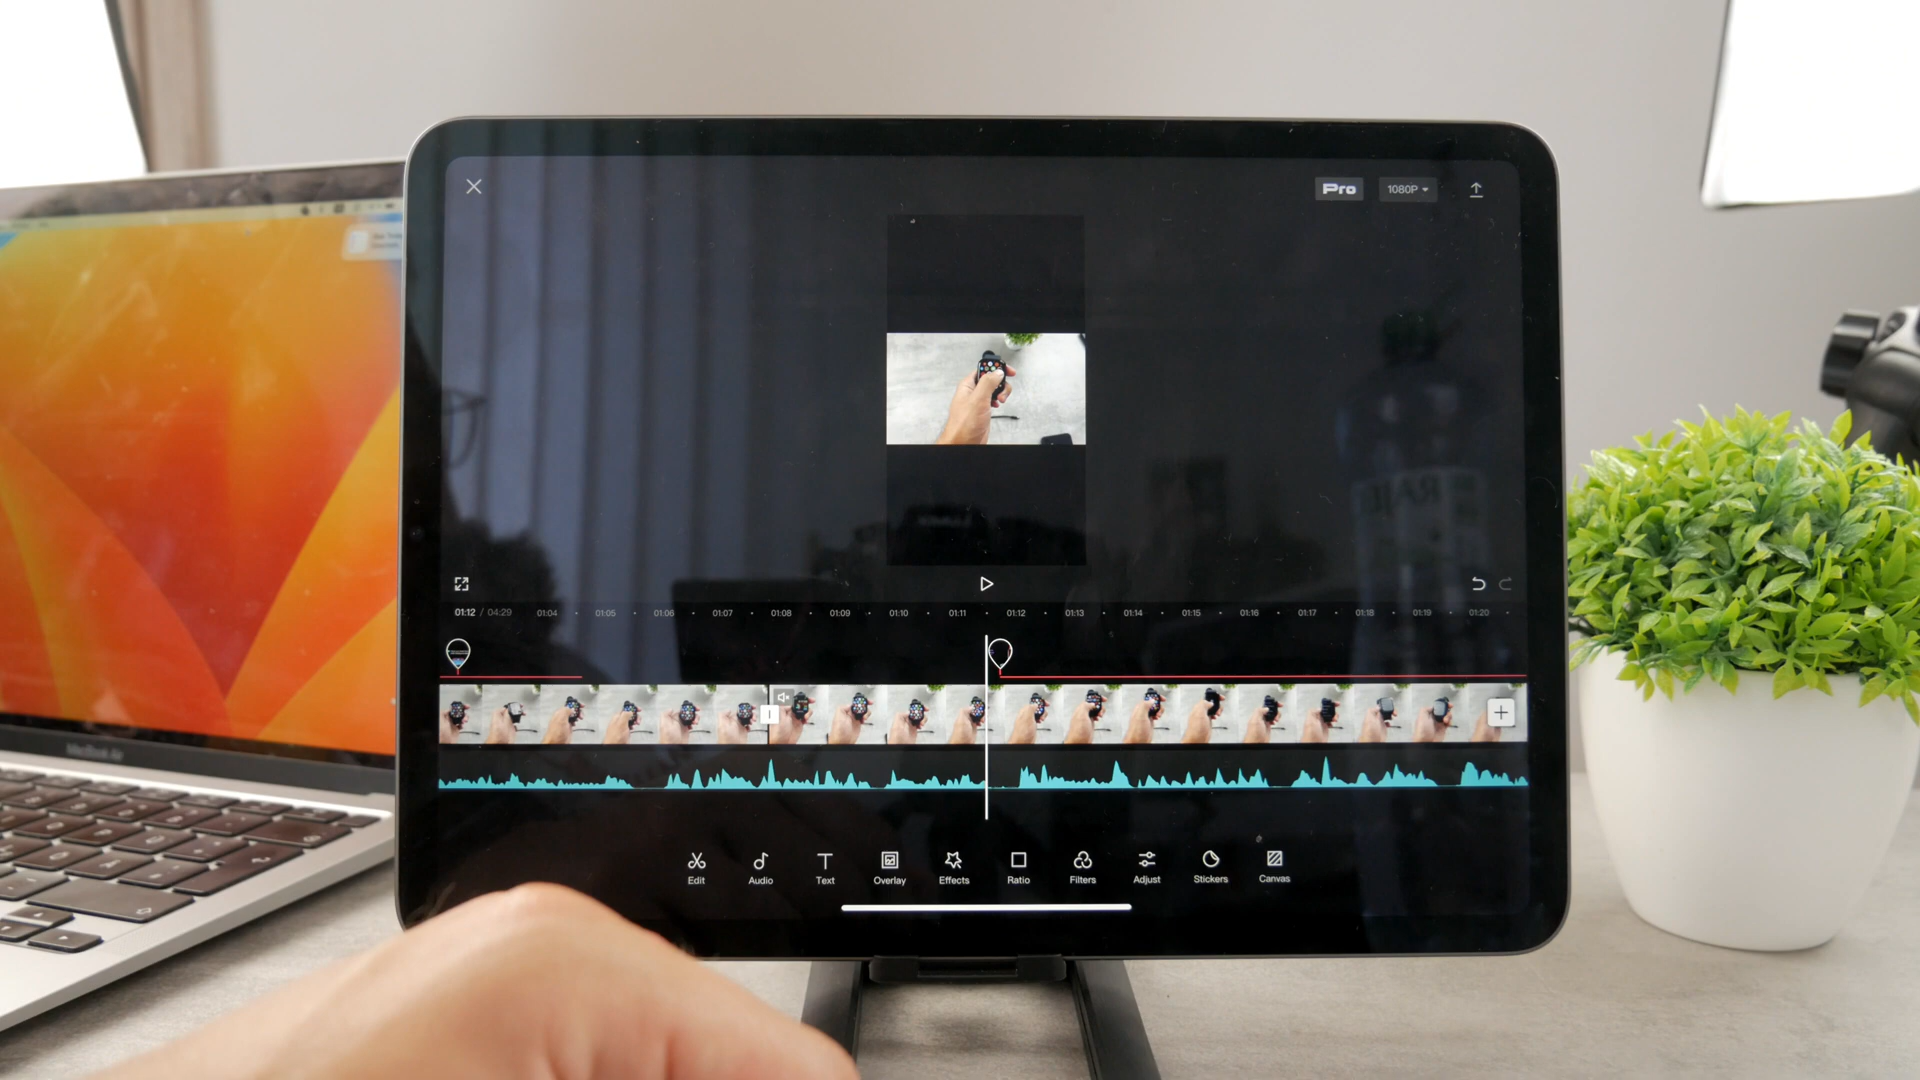 Pro 1080P
01:12 / 04:29 01:04 01:05 01:06 01:07 01:08 01:09 01:10 01:11 01:12 01:13 01:14 01:15 01:16 01:17 01:18 01:19 01:20
Edit Audio Text Overlay Effects Ratio Filters Adjust Stickers Canvas
MacBook Air